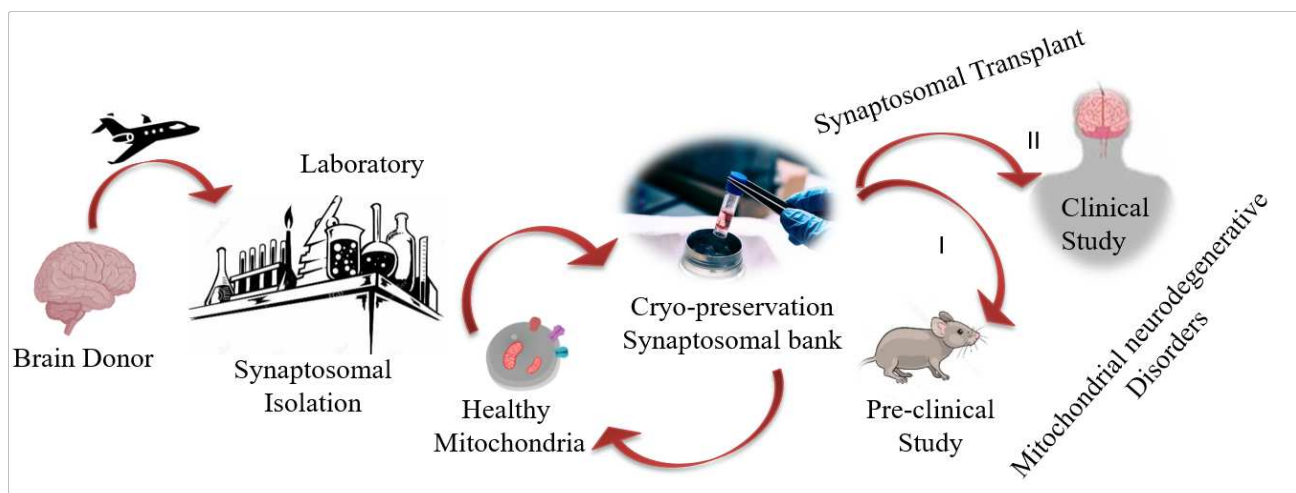 Brain Donor
Laboratory
Synaptosomal
Isolation
Healthy
Mitochondria
Cryo-preservation
Synaptosomal bank
Synaptosomal Transplant
I
Pre-clinical
Study
II
Clinical
Study
Mitochondrial neurodegenerative
Disorders